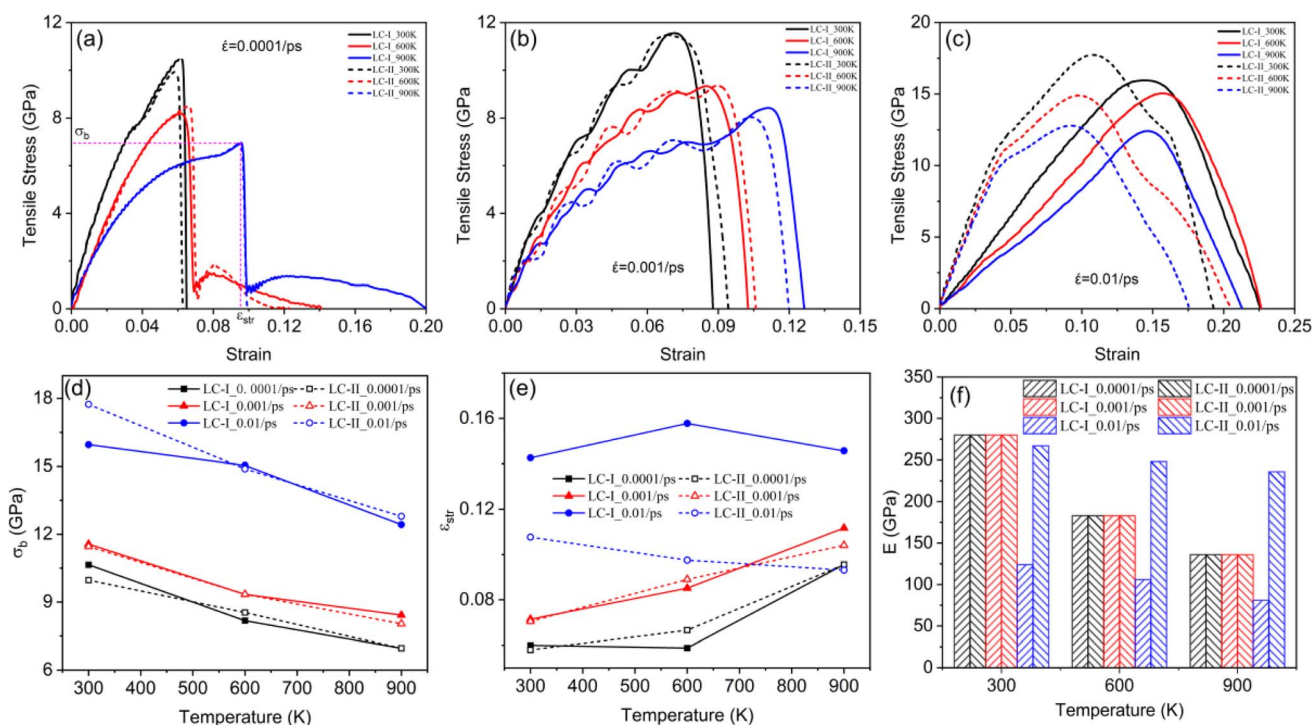 (a)
ε̇=0.0001/ps
LC-I_300K
LC-I_600K
LC-I_900K
LC-II_300K
LC-II_600K
LC-II_900K
σb
εstr
Tensile Stress (GPa)
12
8
4
0
0.00
0.04
0.08
0.12
0.16
0.20
Strain
(b)
ε̇=0.001/ps
LC-I_300K
LC-I_600K
LC-I_900K
LC-II_300K
LC-II_600K
LC-II_900K
Tensile Stress (GPa)
12
8
4
0
0.00
0.03
0.06
0.09
0.12
0.15
Strain
(c)
ε̇=0.01/ps
LC-I_300K
LC-I_600K
LC-I_900K
LC-II_300K
LC-II_600K
LC-II_900K
Tensile Stress (GPa)
20
15
10
5
0
0.00
0.05
0.10
0.15
0.20
0.25
Strain
(d)
LC-I_0. 0001/ps
LC-II_0.0001/ps
LC-I_0.001/ps
LC-II_0.001/ps
LC-I_0.01/ps
LC-II_0.01/ps
σb (GPa)
18
15
12
9
6
300
400
500
600
700
800
900
Temperature (K)
(e)
LC-I_0.0001/ps
LC-II_0.0001/ps
LC-I_0.001/ps
LC-II_0.001/ps
LC-I_0.01/ps
LC-II_0.01/ps
εstr
0.16
0.12
0.08
300
400
500
600
700
800
900
Temperature (K)
(f)
LC-I_0.0001/ps
LC-II_0.0001/ps
LC-I_0.001/ps
LC-II_0.001/ps
LC-I_0.01/ps
LC-II_0.01/ps
E (GPa)
350
300
250
200
150
100
50
0
300
600
900
Temperature (K)